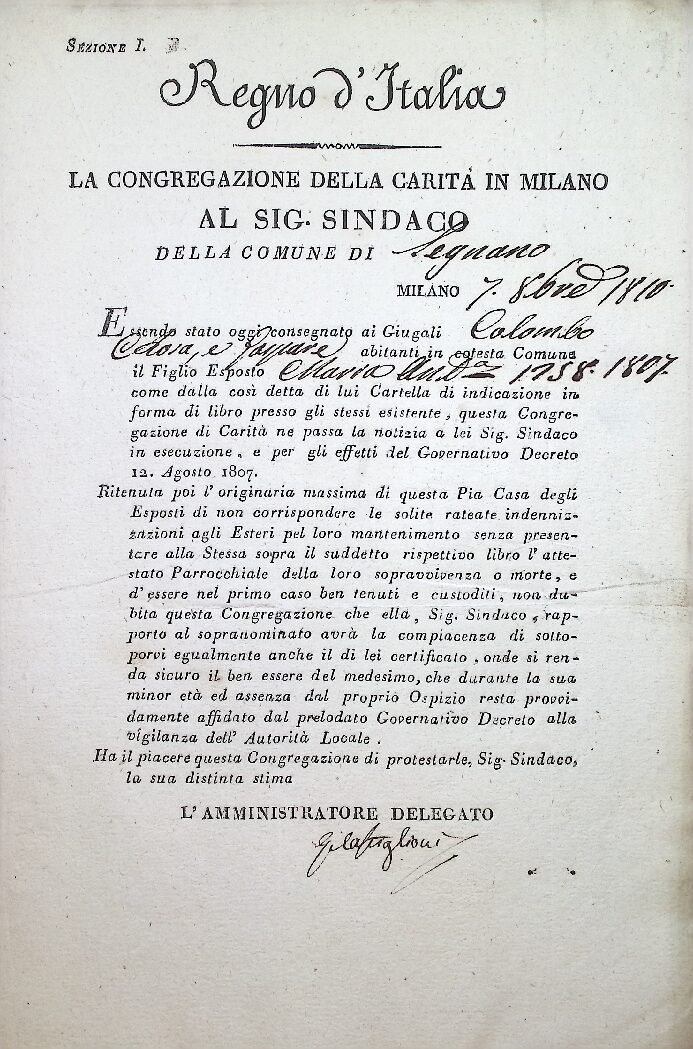 SEZIONE I.
Regno d'Italia
LA CONGREGAZIONE DELLA CARITÀ IN MILANO
AL SIG. SINDACO
DELLA COMUNE DI Legnano
MILANO 7. 8bre 1810.
Essendo stato oggi consegnato ai Giugali Colombo
e Gaspare abitanti in cotesta Comune
il Figlio Esposto Maria 1758. 1807.
come dalla così detta di lui Cartella di indicazione in
forma di libro presso gli stessi esistente, questa Congre-
gazione di Carità ne passa la notizia a lei Sig. Sindaco
in esecuzione, e per gli effetti del Governativo Decreto
12. Agosto 1807.
Ritenuta poi l'originaria massima di questa Pia Casa degli
Esposti di non corrispondere le solite rateate indenniz-
zazioni agli Esteri pel loro mantenimento senza presen-
tare alla Stessa sopra il suddetto rispettivo libro l'atte-
stato Parrocchiale della loro sopravvivenza o morte, e
d'essere nel primo caso ben tenuti e custoditi, non du-
bita questa Congregazione che ella, Sig. Sindaco, rap-
porto al sopranominato avrà la compiacenza di sotto-
porvi egualmente anche il di lei certificato, onde si ren-
da sicuro il ben essere del medesimo, che durante la sua
minor età ed assenza dal proprio Ospizio resta provvi-
damente affidato dal prelodato Governativo Decreto alla
vigilanza dell' Autorità Locale.
Ha il piacere questa Congregazione di protestarle, Sig. Sindaco,
la sua distinta stima
L'AMMINISTRATORE DELEGATO